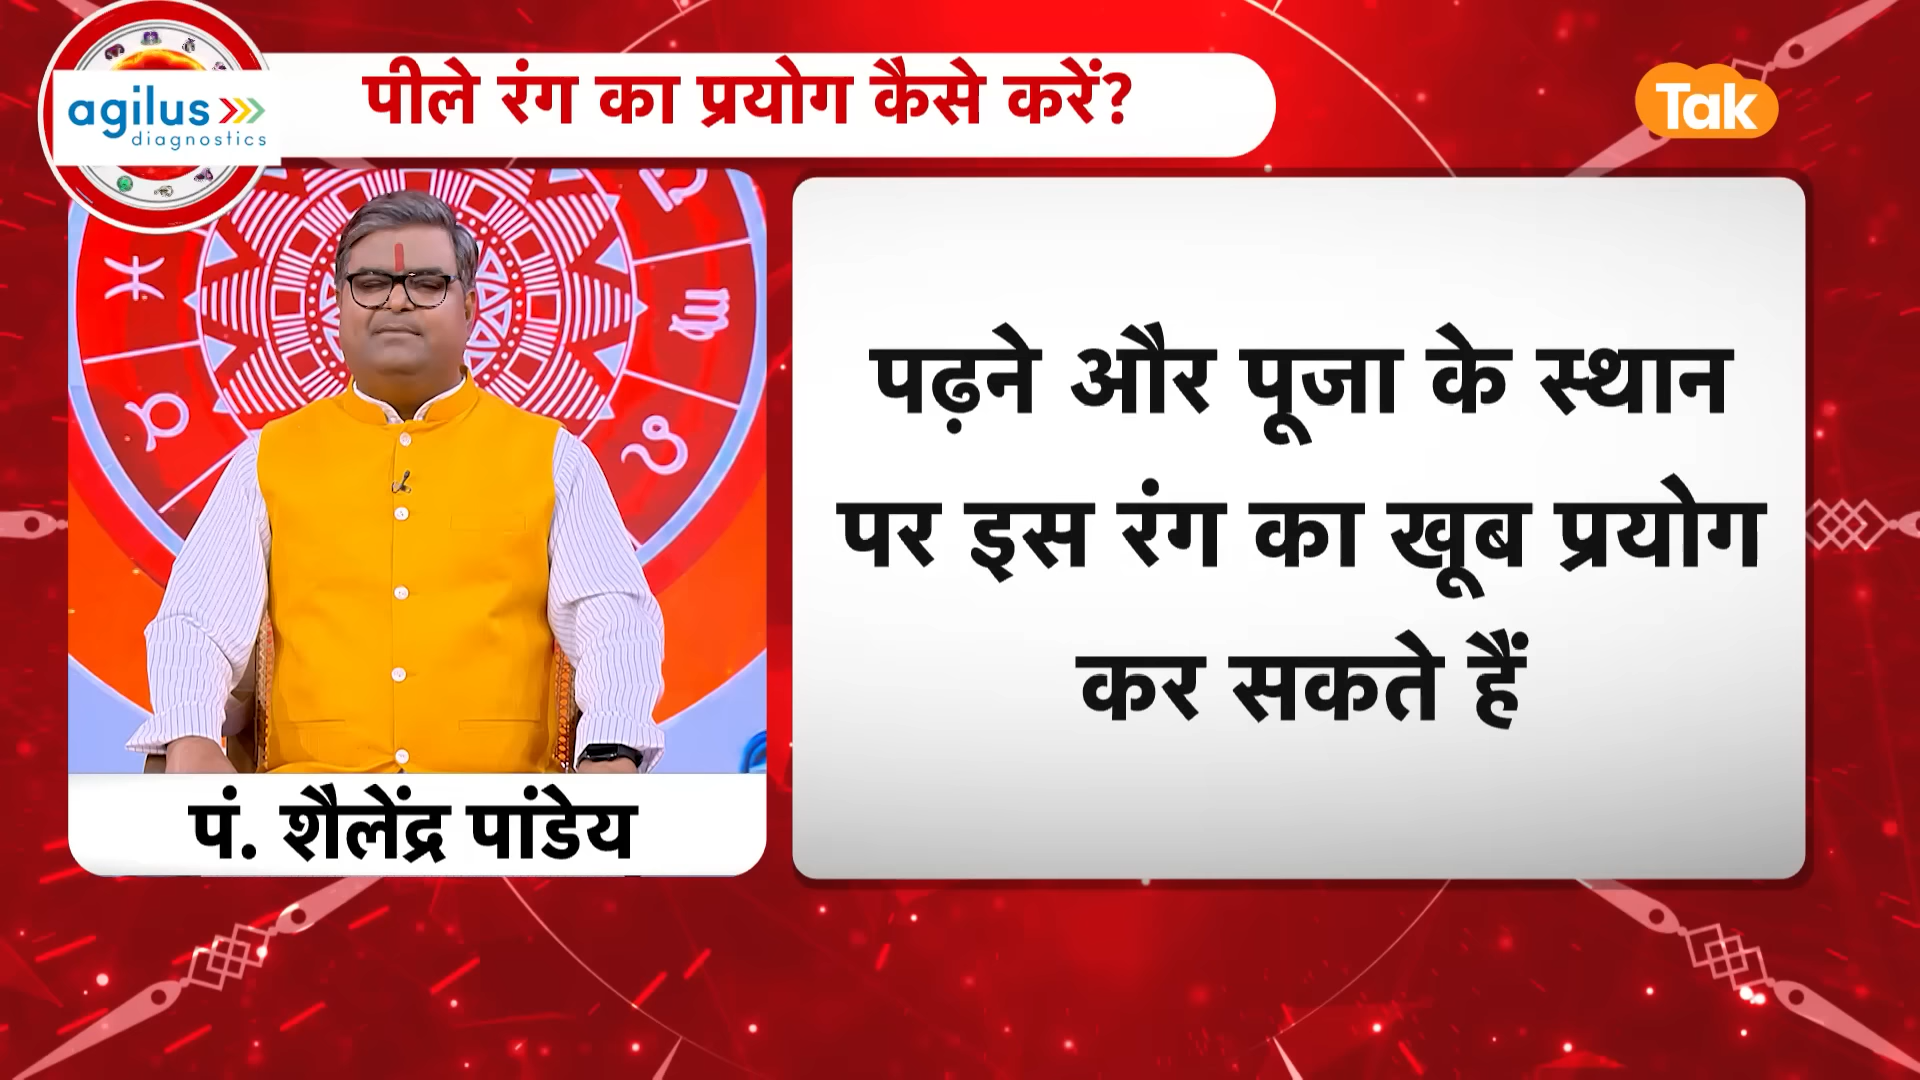 पीले रंग का प्रयोग कैसे करें?
agilus
diagnostics
Tak
पढ़ने और पूजा के स्थान
पर इस रंग का खूब प्रयोग
कर सकते हैं
पं. शैलेंद्र पांडेय